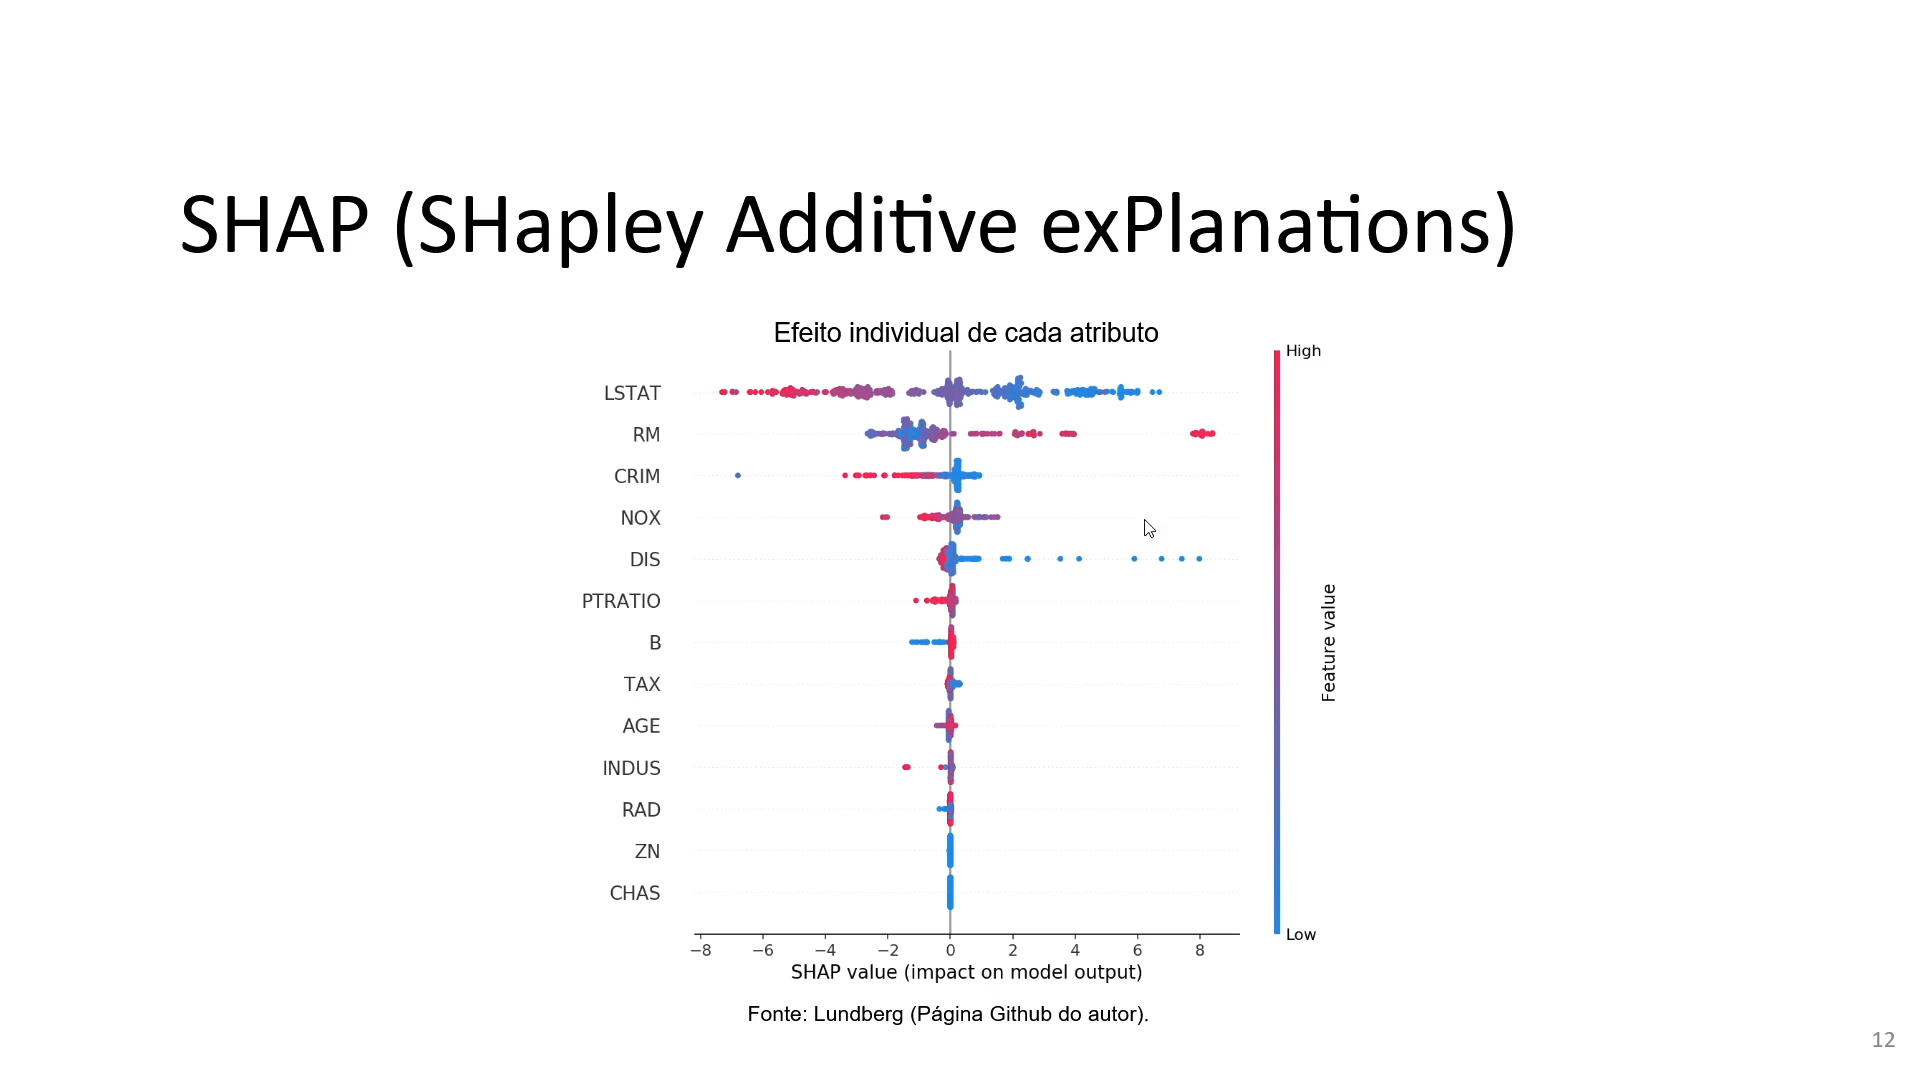 SHAP (SHapley Additive exPlanations)
Efeito individual de cada atributo
High
LSTAT
RM
CRIM
NOX
DIS
PTRATIO
B
TAX
AGE
INDUS
RAD
ZN
CHAS
Feature value
Low
−8 −6 −4 −2 0 2 4 6 8
SHAP value (impact on model output)
Fonte: Lundberg (Página Github do autor).
12